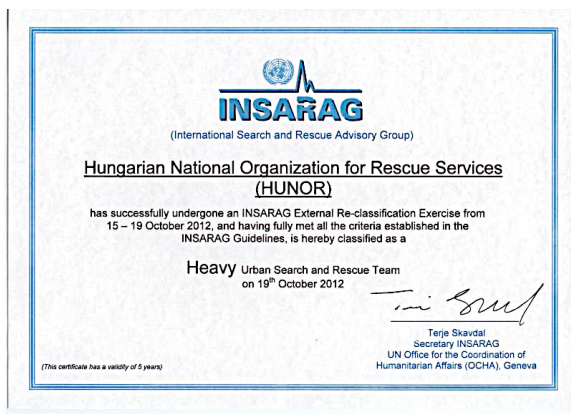 INSARAG
(International Search and Rescue Advisory Group)
Hungarian National Organization for Rescue Services
(HUNOR)
has successfully undergone an INSARAG External Re-classification Exercise from
15 – 19 October 2012, and having fully met all the criteria established in the
INSARAG Guidelines, is hereby classified as a
Heavy Urban Search and Rescue Team
on 19th October 2012
Terje Skavdal
Secretary INSARAG
UN Office for the Coordination of
Humanitarian Affairs (OCHA), Geneva
(This certificate has a validity of 5 years)